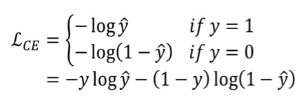 ℒ_CE = { −log ŷ if y = 1
−log(1 − ŷ) if y = 0
= −y log ŷ − (1 − y) log(1 − ŷ)